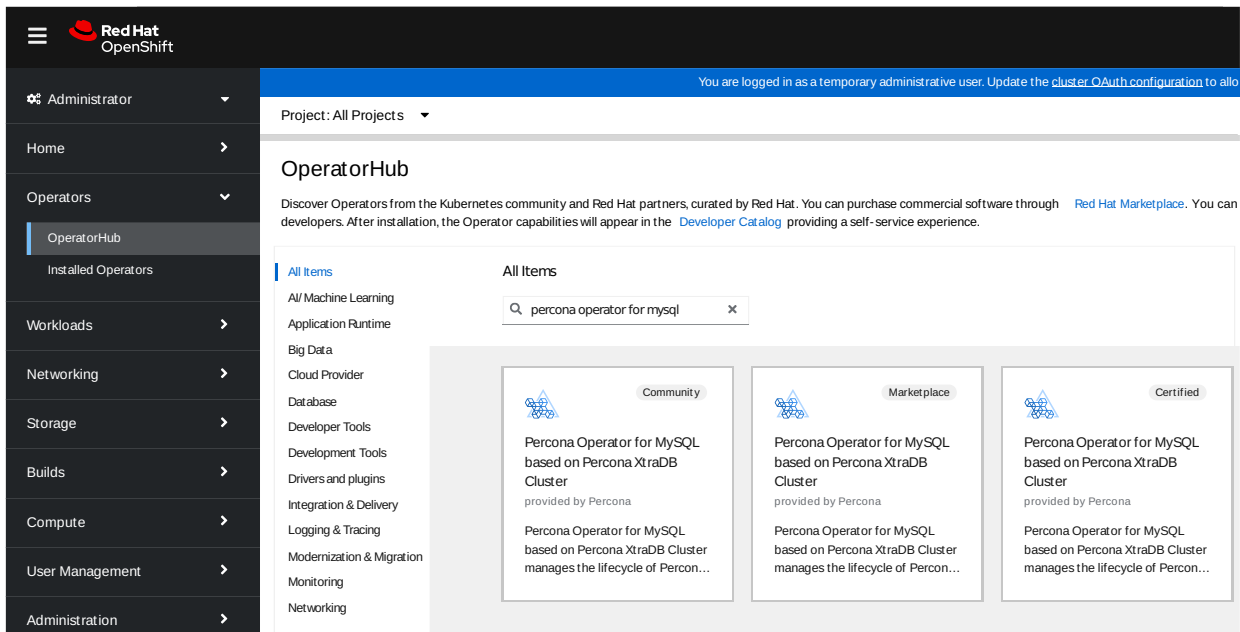 Red Hat
OpenShift
You are logged in as a temporary administrative user. Update the cluster OAuth configuration to allo
Administrator
Project: All Projects
Home
Operators
OperatorHub
Installed Operators
Workloads
Networking
Storage
Builds
Compute
User Management
Administration
OperatorHub
Discover Operators from the Kubernetes community and Red Hat partners, curated by Red Hat. You can purchase commercial software through Red Hat Marketplace. You can
developers. After installation, the Operator capabilities will appear in the Developer Catalog providing a self-service experience.
All Items
AI/Machine Learning
Application Runtime
Big Data
Cloud Provider
Database
Developer Tools
Development Tools
Drivers and plugins
Integration & Delivery
Logging & Tracing
Modernization & Migration
Monitoring
Networking
All Items
percona operator for mysql
Community
Percona Operator for MySQL
based on Percona XtraDB
Cluster
provided by Percona
Percona Operator for MySQL
based on Percona XtraDB Cluster
manages the lifecycle of Percon...
Marketplace
Percona Operator for MySQL
based on Percona XtraDB
Cluster
provided by Percona
Percona Operator for MySQL
based on Percona XtraDB Cluster
manages the lifecycle of Percon...
Certified
Percona Operator for MySQL
based on Percona XtraDB
Cluster
provided by Percona
Percona Operator for MySQL
based on Percona XtraDB Cluster
manages the lifecycle of Percon...